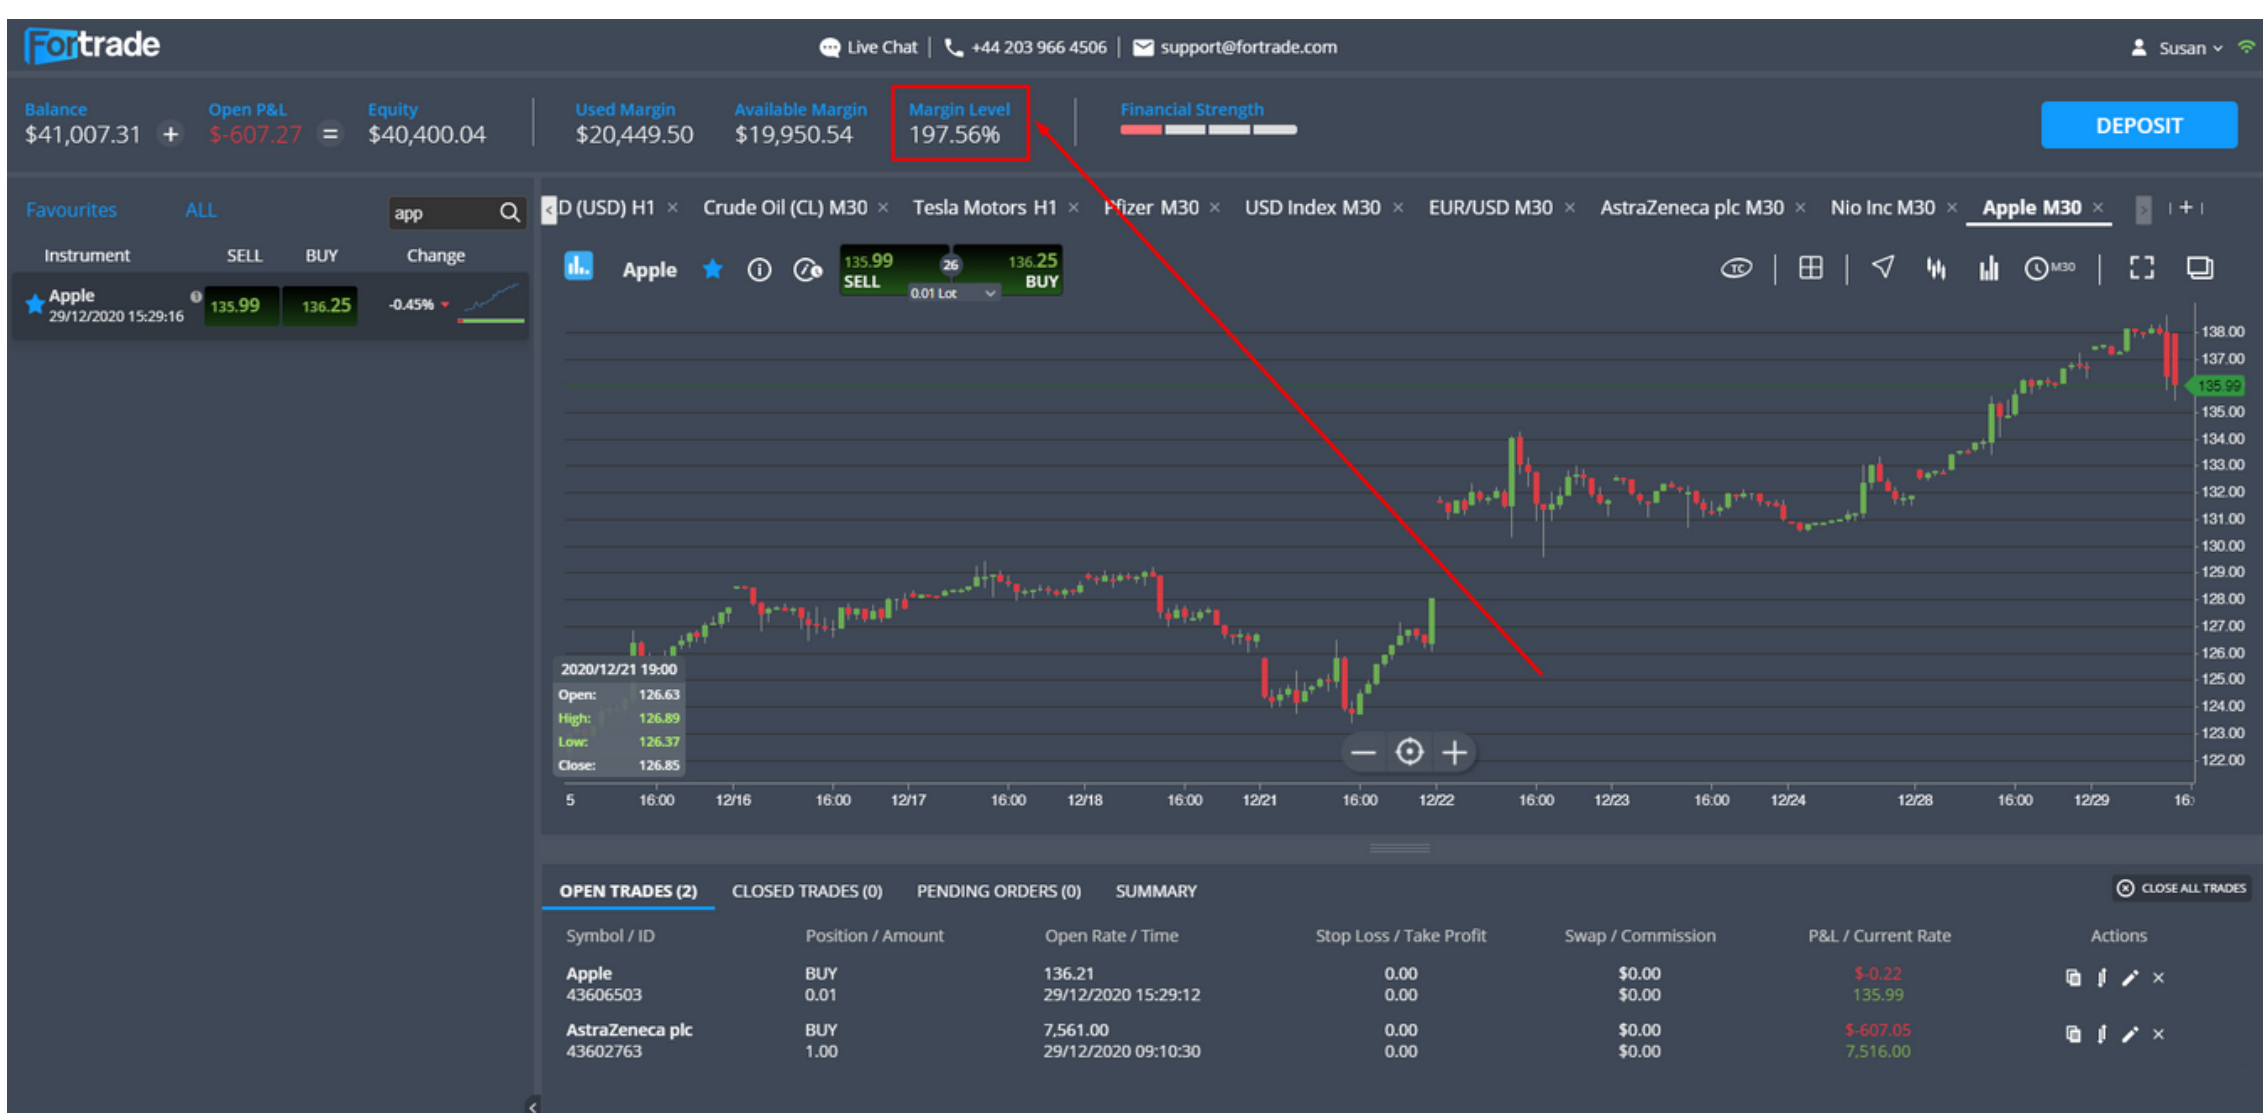 Fortrade
Live Chat | +44 203 966 4506 | support@fortrade.com
Susan
Balance Open P&L Equity Used Margin Available Margin Margin Level Financial Strength
$41,007.31 + $-607.27 = $40,400.04 $20,449.50 $19,950.54 197.56%
DEPOSIT
Favourites ALL app
Instrument SELL BUY Change
Apple 135.99 136.25 -0.45%
29/12/2020 15:29:16
D (USD) H1 × Crude Oil (CL) M30 × Tesla Motors H1 × Pfizer M30 × USD Index M30 × EUR/USD M30 × AstraZeneca plc M30 × Nio Inc M30 × Apple M30 × +
Apple 135.99 SELL 26 136.25 BUY
0.01 Lot
TC M30
138.00
137.00
135.99
135.00
134.00
133.00
132.00
131.00
130.00
129.00
128.00
127.00
126.00
125.00
124.00
123.00
122.00
2020/12/21 19:00
Open: 126.63
High: 126.89
Low: 126.37
Close: 126.85
5 16:00 12/16 16:00 12/17 16:00 12/18 16:00 12/21 16:00 12/22 16:00 12/23 16:00 12/24 12/28 16:00 12/29 16:
OPEN TRADES (2) CLOSED TRADES (0) PENDING ORDERS (0) SUMMARY CLOSE ALL TRADES
Symbol / ID Position / Amount Open Rate / Time Stop Loss / Take Profit Swap / Commission P&L / Current Rate Actions
Apple BUY 136.21 0.00 $0.00 $-0.22
43606503 0.01 29/12/2020 15:29:12 0.00 $0.00 135.99
AstraZeneca plc BUY 7,561.00 0.00 $0.00 $-607.05
43602763 1.00 29/12/2020 09:10:30 0.00 $0.00 7,516.00